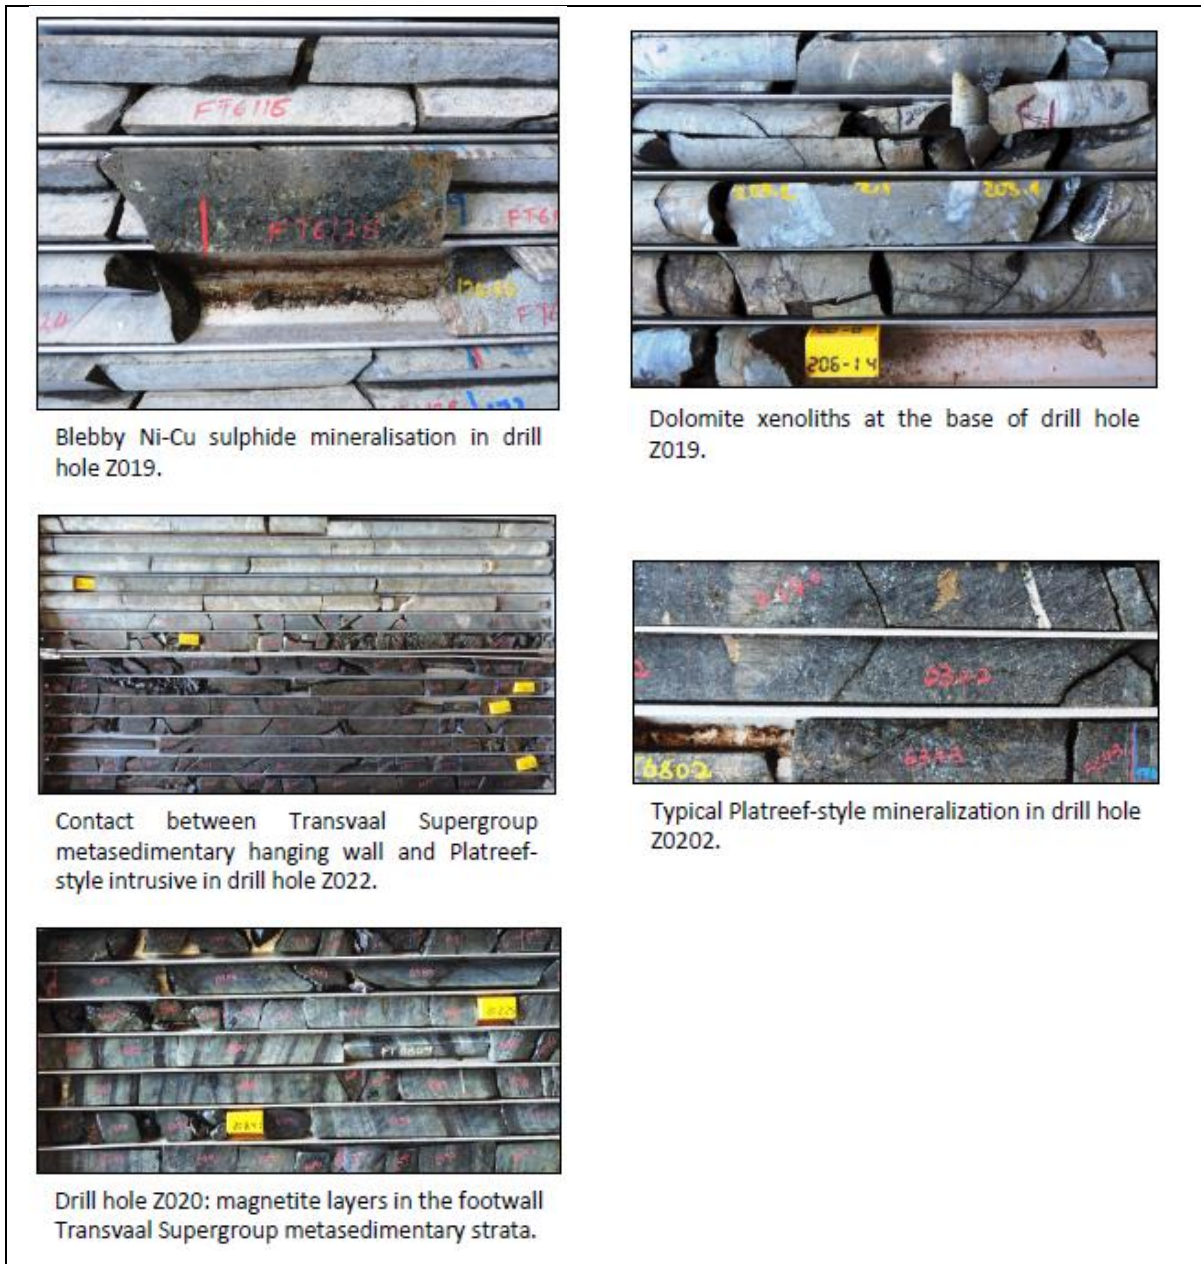 FT6115
FT6128
Blebby Ni-Cu sulphide mineralisation in drill
hole Z019.
206-14
Dolomite xenoliths at the base of drill hole
Z019.
Contact between Transvaal Supergroup
metasedimentary hanging wall and Platreef-
style intrusive in drill hole Z022.
6802
Typical Platreef-style mineralization in drill hole
Z0202.
Drill hole Z020: magnetite layers in the footwall
Transvaal Supergroup metasedimentary strata.